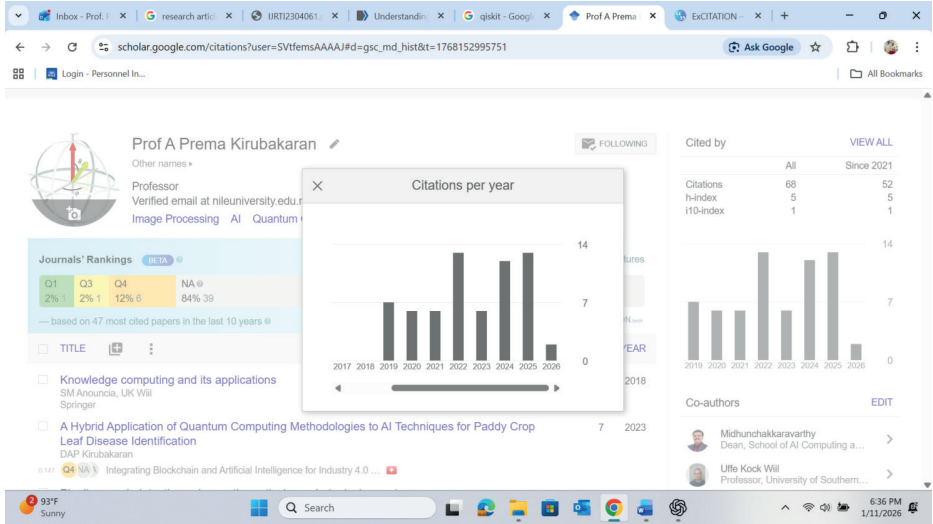 Inbox - Prof. P
research articl
IJRTI2304061.p
Understanding
qiskit - Googl
Prof A Prema
ExCITATION -
scholar.google.com/citations?user=SVtfemsAAAAJ#d=gsc_md_hist&t=1768152995751
Ask Google
Login - Personnel In...
All Bookmarks
Prof A Prema Kirubakaran
FOLLOWING
Other names
Professor
Verified email at nileuniversity.edu.n
Image Processing AI Quantum
Cited by
VIEW ALL
All Since 2021
Citations 68 52
h-index 5 5
i10-index 1 1
14
7
0
2019 2020 2021 2022 2023 2024 2025 2026
Citations per year
14
7
0
2017 2018 2019 2020 2021 2022 2023 2024 2025 2026
Journals' Rankings BETA
Q1 Q3 Q4 NA
2% 1 2% 1 12% 6 84% 39
— based on 47 most cited papers in the last 10 years
TITLE
YEAR
Knowledge computing and its applications 2018
SM Anouncia, UK Wiil
Springer
A Hybrid Application of Quantum Computing Methodologies to AI Techniques for Paddy Crop 7 2023
Leaf Disease Identification
DAP Kirubakaran
0.147 Q4 NA Integrating Blockchain and Artificial Intelligence for Industry 4.0 ...
Co-authors
EDIT
Midhunchakkaravarthy
Dean, School of AI Computing a...
Uffe Kock Wiil
Professor, University of Southern...
93°F
Sunny
Search
6:36 PM
1/11/2026